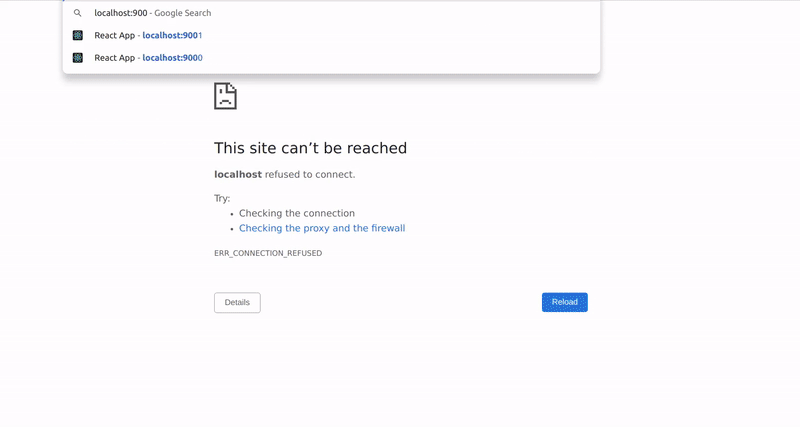 localhost:900 - Google Search
React App - localhost:9001
React App - localhost:9000
This site can’t be reached
localhost refused to connect.
Try:
• Checking the connection
• Checking the proxy and the firewall
ERR_CONNECTION_REFUSED
Details
Reload